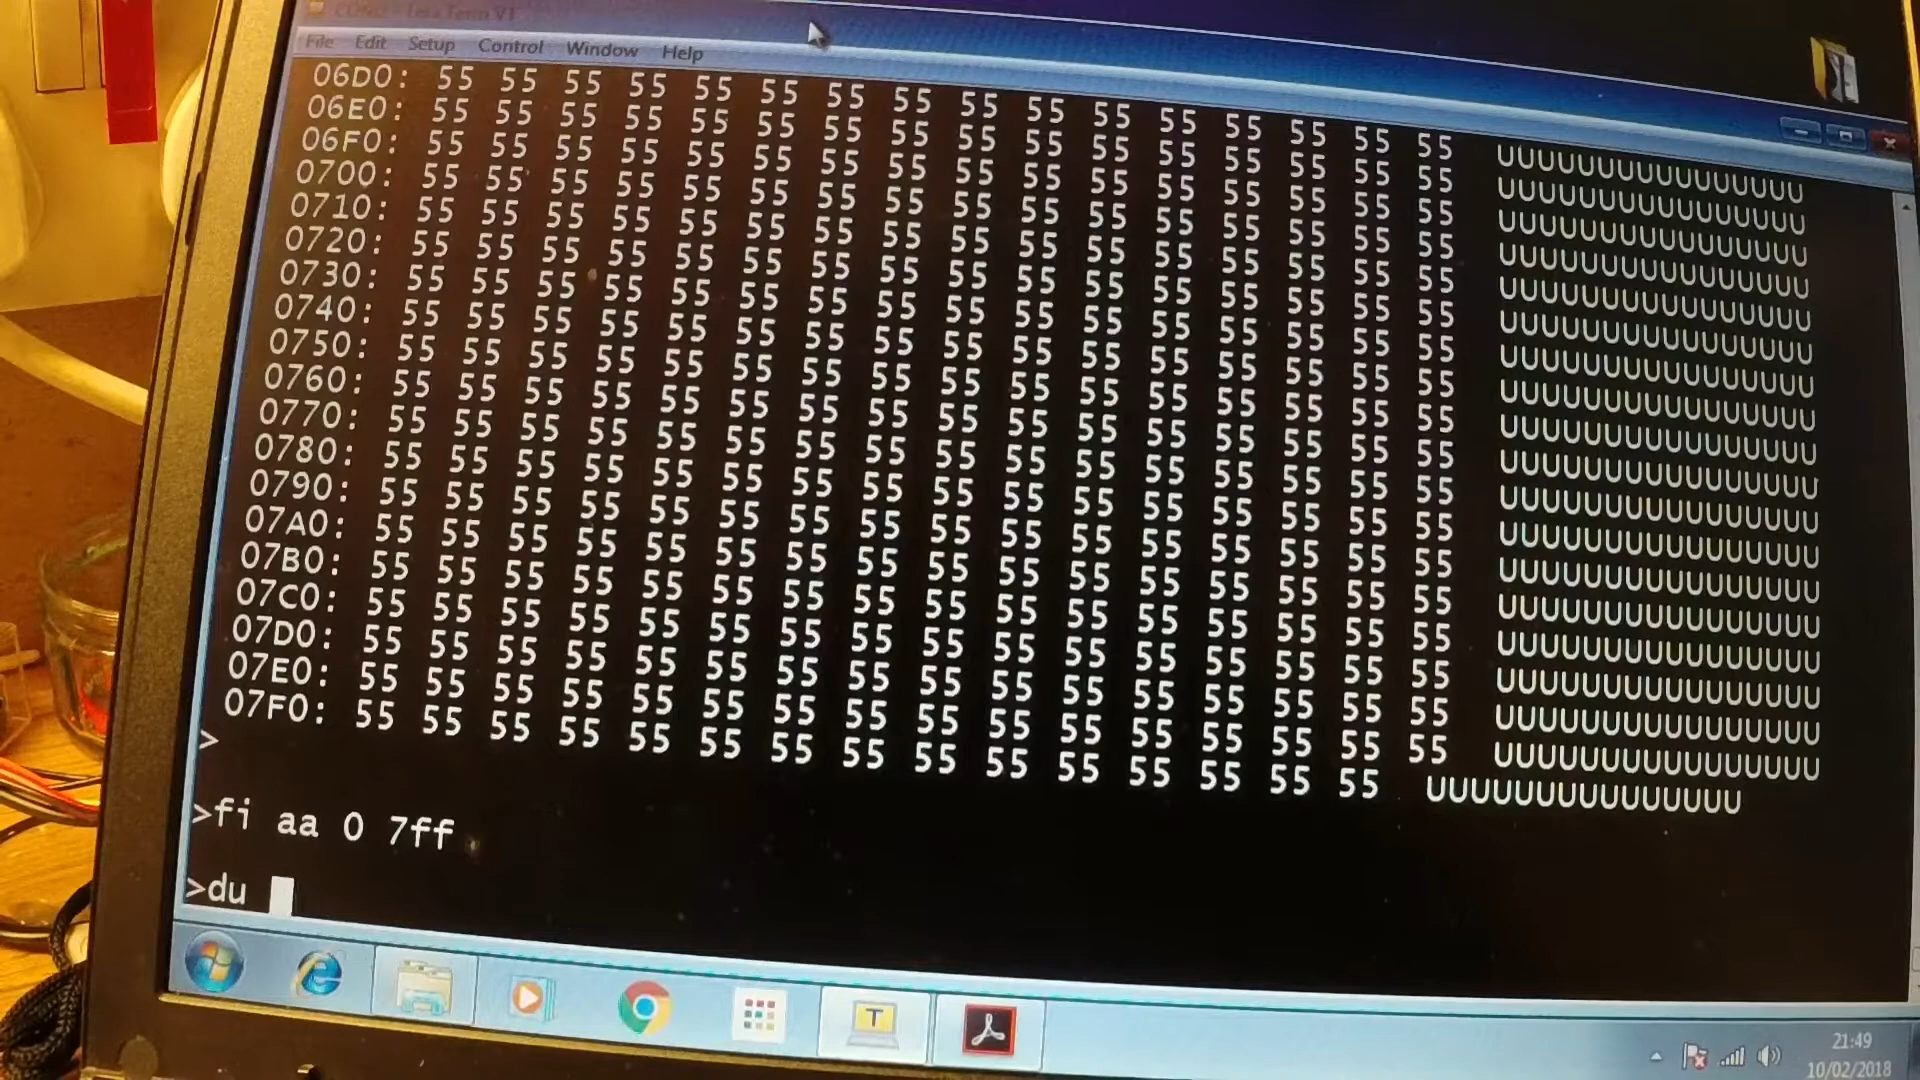 Tera Term VT
File Edit Setup Control Window Help
06D0: 55 55 55 55 55 55 55 55 55 55 55 55 55 55 55 55 UUUUUUUUUUUUUUUU
06E0: 55 55 55 55 55 55 55 55 55 55 55 55 55 55 55 55 UUUUUUUUUUUUUUUU
06F0: 55 55 55 55 55 55 55 55 55 55 55 55 55 55 55 55 UUUUUUUUUUUUUUUU
0700: 55 55 55 55 55 55 55 55 55 55 55 55 55 55 55 55 UUUUUUUUUUUUUUUU
0710: 55 55 55 55 55 55 55 55 55 55 55 55 55 55 55 55 UUUUUUUUUUUUUUUU
0720: 55 55 55 55 55 55 55 55 55 55 55 55 55 55 55 55 UUUUUUUUUUUUUUUU
0730: 55 55 55 55 55 55 55 55 55 55 55 55 55 55 55 55 UUUUUUUUUUUUUUUU
0740: 55 55 55 55 55 55 55 55 55 55 55 55 55 55 55 55 UUUUUUUUUUUUUUUU
0750: 55 55 55 55 55 55 55 55 55 55 55 55 55 55 55 55 UUUUUUUUUUUUUUUU
0760: 55 55 55 55 55 55 55 55 55 55 55 55 55 55 55 55 UUUUUUUUUUUUUUUU
0770: 55 55 55 55 55 55 55 55 55 55 55 55 55 55 55 55 UUUUUUUUUUUUUUUU
0780: 55 55 55 55 55 55 55 55 55 55 55 55 55 55 55 55 UUUUUUUUUUUUUUUU
0790: 55 55 55 55 55 55 55 55 55 55 55 55 55 55 55 55 UUUUUUUUUUUUUUUU
07A0: 55 55 55 55 55 55 55 55 55 55 55 55 55 55 55 55 UUUUUUUUUUUUUUUU
07B0: 55 55 55 55 55 55 55 55 55 55 55 55 55 55 55 55 UUUUUUUUUUUUUUUU
07C0: 55 55 55 55 55 55 55 55 55 55 55 55 55 55 55 55 UUUUUUUUUUUUUUUU
07D0: 55 55 55 55 55 55 55 55 55 55 55 55 55 55 55 55 UUUUUUUUUUUUUUUU
07E0: 55 55 55 55 55 55 55 55 55 55 55 55 55 55 55 55 UUUUUUUUUUUUUUUU
07F0: 55 55 55 55 55 55 55 55 55 55 55 55 55 55 55 UUUUUUUUUUUUUUU
>
>fi aa 0 7ff
>du
21:49
10/02/2018